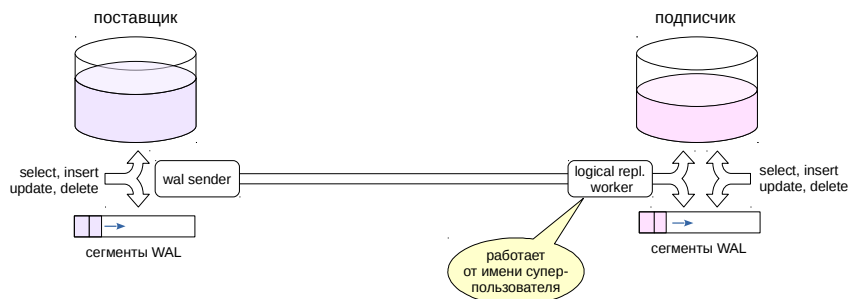 поставщик
подписчик
select, insert
update, delete
wal sender
logical repl.
worker
select, insert
update, delete
сегменты WAL
сегменты WAL
работает
от имени супер-
пользователя